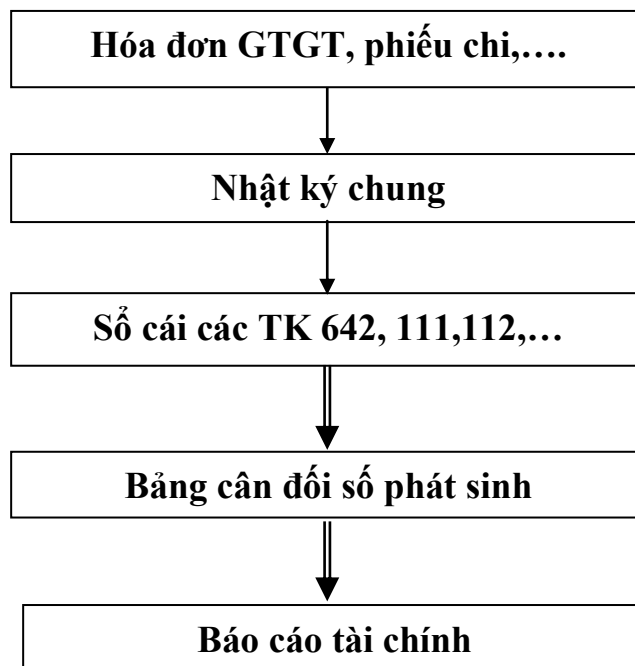 Hóa đơn GTGT, phiếu chi,….
Nhật ký chung
Sổ cái các TK 642, 111,112,…
Bảng cân đối số phát sinh
Báo cáo tài chính